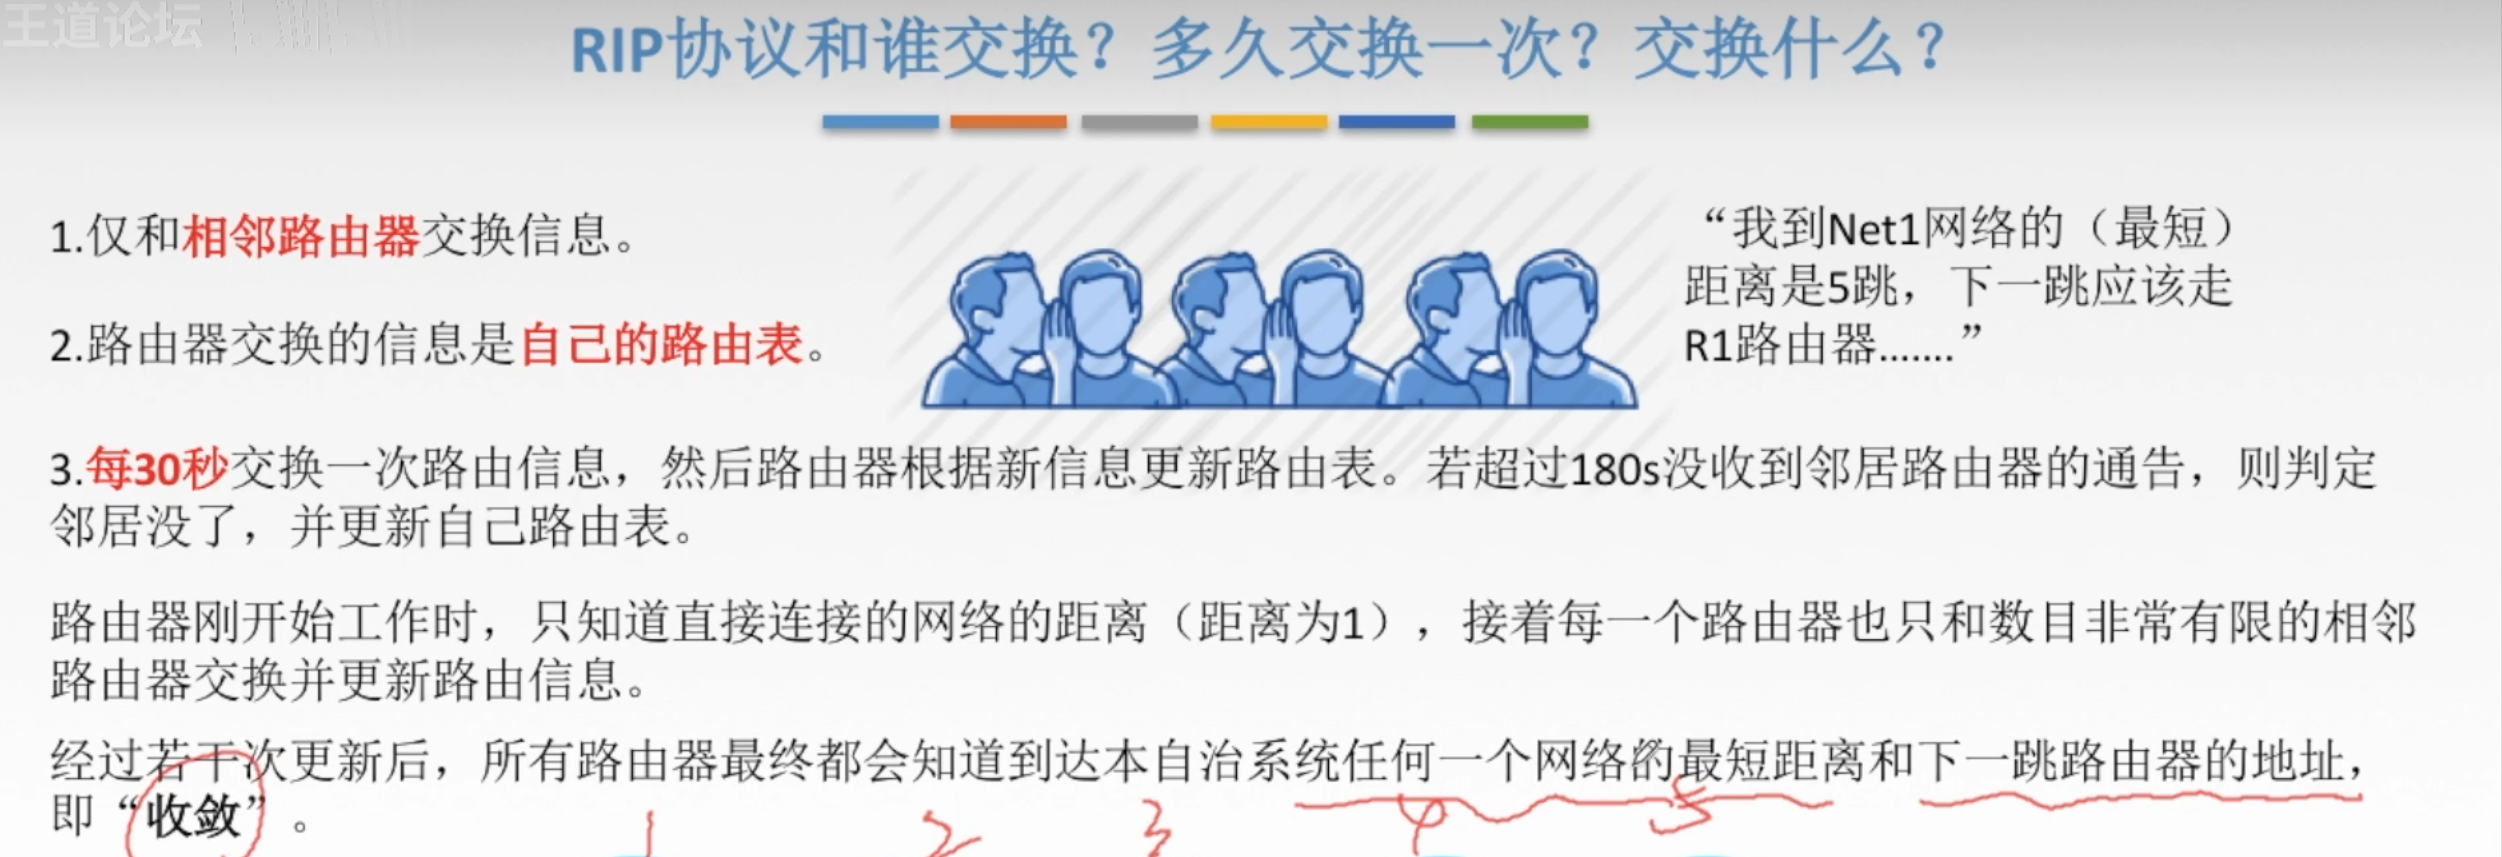 王道论坛
RIP协议和谁交换？多久交换一次？交换什么？
1.仅和相邻路由器交换信息。
2.路由器交换的信息是自己的路由表。
“我到Net1网络的（最短）
距离是5跳，下一跳应该走
R1路由器.......”
3.每30秒交换一次路由信息，然后路由器根据新信息更新路由表。若超过180s没收到邻居路由器的通告，则判定
邻居没了，并更新自己路由表。
路由器刚开始工作时，只知道直接连接的网络的距离（距离为1），接着每一个路由器也只和数目非常有限的相邻
路由器交换并更新路由信息。
经过若干次更新后，所有路由器最终都会知道到达本自治系统任何一个网络的最短距离和下一跳路由器的地址，
即“收敛”。
1 2 3 4 5